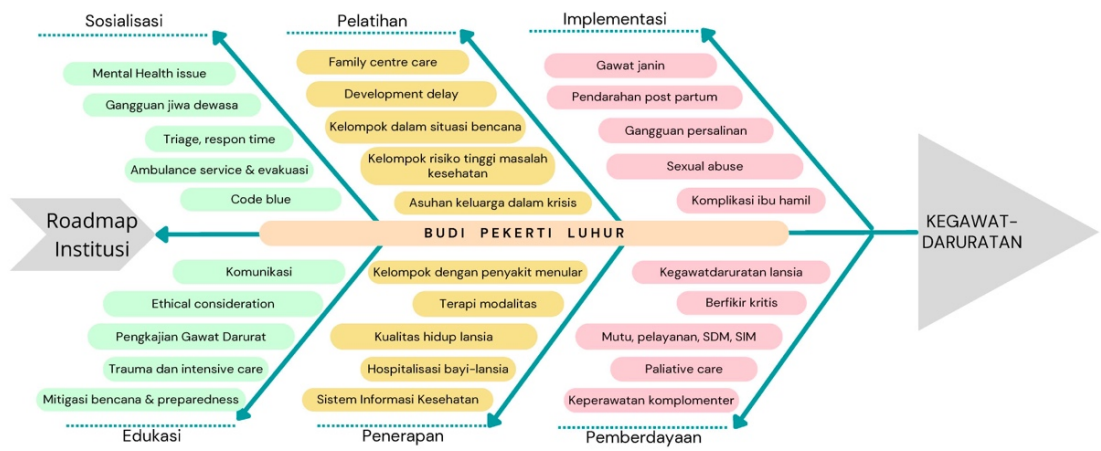 Sosialisasi
Mental Health issue
Gangguan jiwa dewasa
Triage, respon time
Ambulance service & evakuasi
Code blue
Pelatihan
Family centre care
Development delay
Kelompok dalam situasi bencana
Kelompok risiko tinggi masalah
kesehatan
Asuhan keluarga dalam krisis
Implementasi
Gawat janin
Pendarahan post partum
Gangguan persalinan
Sexual abuse
Komplikasi ibu hamil
Roadmap
Institusi
BUDI PEKERTI LUHUR
KEGAWAT-
DARURATAN
Komunikasi
Ethical consideration
Pengkajian Gawat Darurat
Trauma dan intensive care
Mitigasi bencana & preparedness
Edukasi
Kelompok dengan penyakit menular
Terapi modalitas
Kualitas hidup lansia
Hospitalisasi bayi-lansia
Sistem Informasi Kesehatan
Penerapan
Kegawatdaruratan lansia
Berfikir kritis
Mutu, pelayanan, SDM, SIM
Paliative care
Keperawatan komplomenter
Pemberdayaan